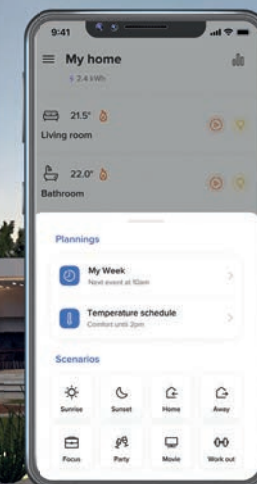 9:41
My home
2.4 kWh
21.5°
Living room
22.0°
Bathroom
Plannings
My Week
Next event at 10am
Temperature schedule
Comfort until 2pm
Scenarios
Sunrise Sunset Home Away
Focus Party Movie Work out